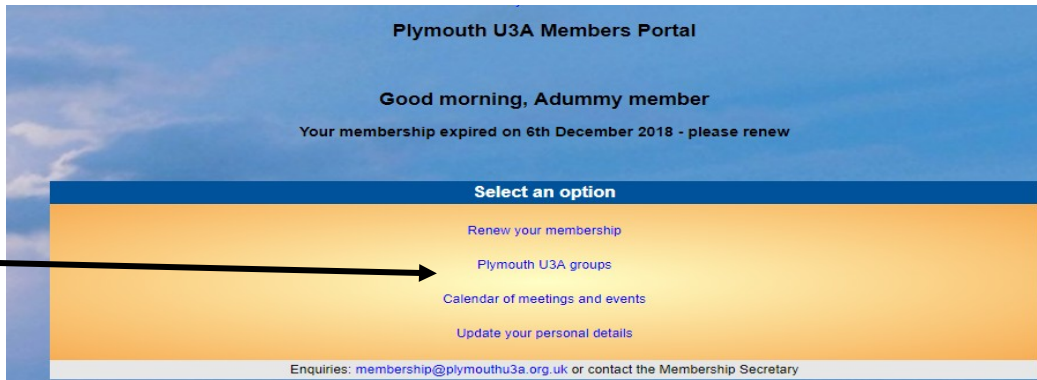 Plymouth U3A Members Portal
Good morning, Adummy member
Your membership expired on 6th December 2018 - please renew
Select an option
Renew your membership
Plymouth U3A groups
Calendar of meetings and events
Update your personal details
Enquiries: membership@plymouthu3a.org.uk or contact the Membership Secretary